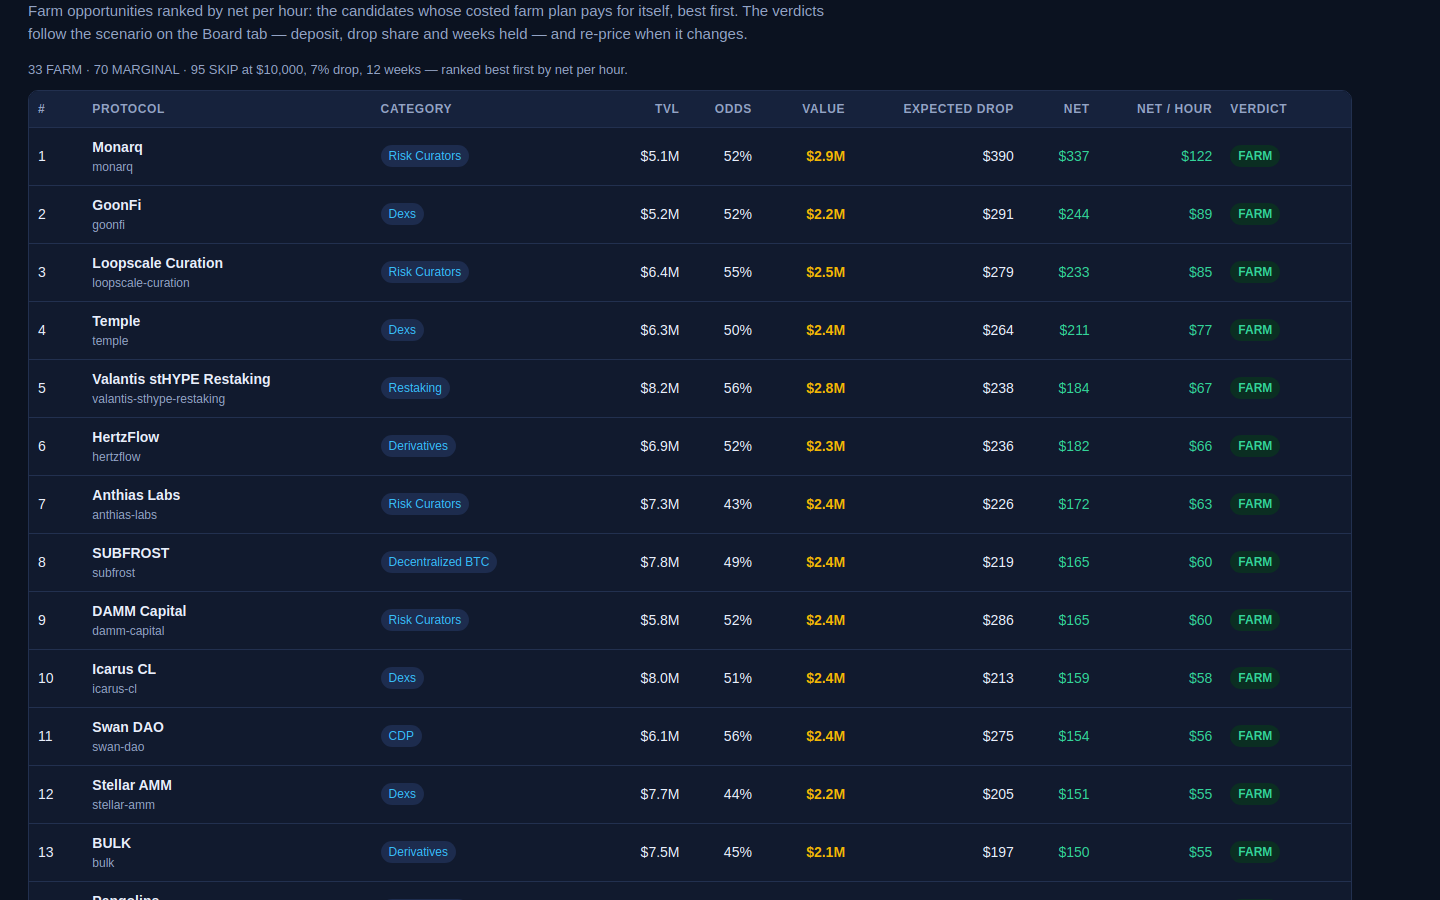 Farm opportunities ranked by net per hour: the candidates whose costed farm plan pays for itself, best first. The verdicts
follow the scenario on the Board tab — deposit, drop share and weeks held — and re-price when it changes.
33 FARM · 70 MARGINAL · 95 SKIP at $10,000, 7% drop, 12 weeks — ranked best first by net per hour.
# PROTOCOL CATEGORY TVL ODDS VALUE EXPECTED DROP NET NET / HOUR VERDICT
1 Monarq Risk Curators $5.1M 52% $2.9M $390 $337 $122 FARM
monarq
2 GoonFi Dexs $5.2M 52% $2.2M $291 $244 $89 FARM
goonfi
3 Loopscale Curation Risk Curators $6.4M 55% $2.5M $279 $233 $85 FARM
loopscale-curation
4 Temple Dexs $6.3M 50% $2.4M $264 $211 $77 FARM
temple
5 Valantis stHYPE Restaking Restaking $8.2M 56% $2.8M $238 $184 $67 FARM
valantis-sthype-restaking
6 HertzFlow Derivatives $6.9M 52% $2.3M $236 $182 $66 FARM
hertzflow
7 Anthias Labs Risk Curators $7.3M 43% $2.4M $226 $172 $63 FARM
anthias-labs
8 SUBFROST Decentralized BTC $7.8M 49% $2.4M $219 $165 $60 FARM
subfrost
9 DAMM Capital Risk Curators $5.8M 52% $2.4M $286 $165 $60 FARM
damm-capital
10 Icarus CL Dexs $8.0M 51% $2.4M $213 $159 $58 FARM
icarus-cl
11 Swan DAO CDP $6.1M 56% $2.4M $275 $154 $56 FARM
swan-dao
12 Stellar AMM Dexs $7.7M 44% $2.2M $205 $151 $55 FARM
stellar-amm
13 BULK Derivatives $7.5M 45% $2.1M $197 $150 $55 FARM
bulk